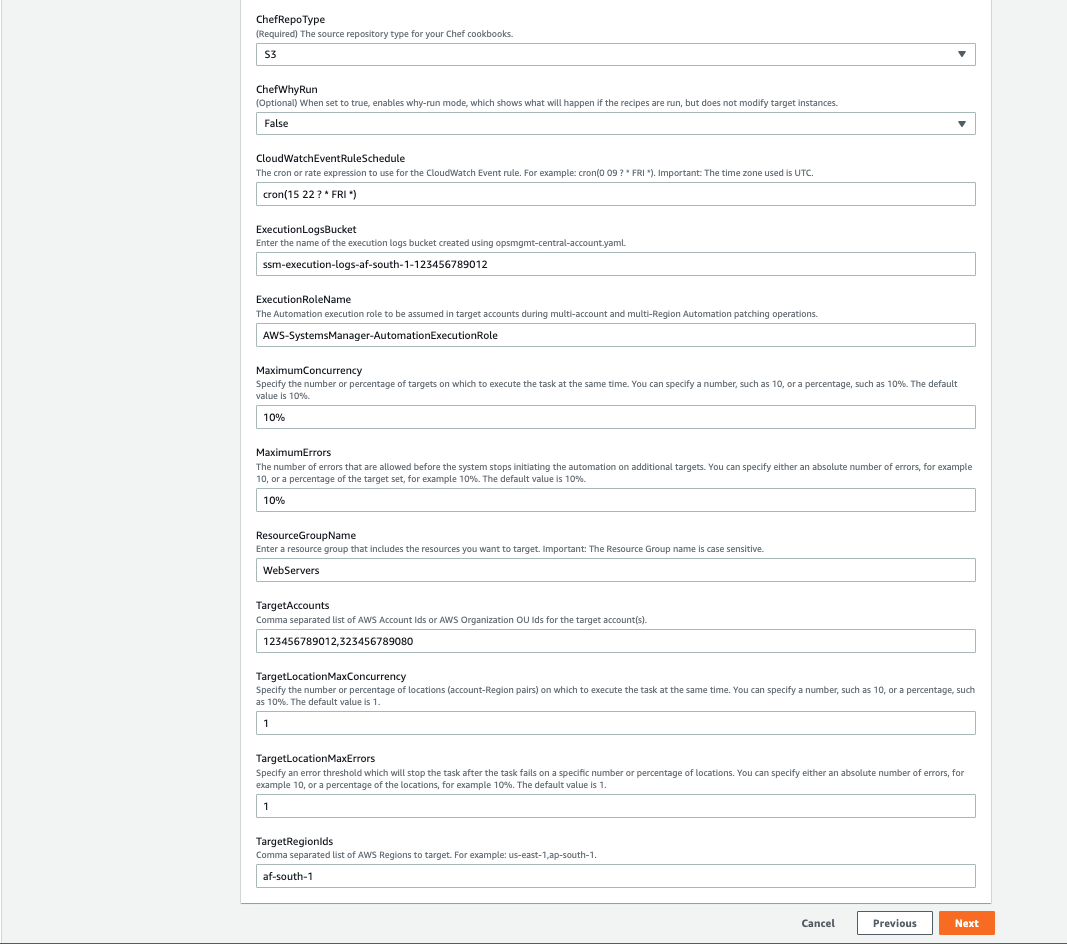 ChefRepoType
(Required) The source repository type for your Chef cookbooks.
S3
ChefWhyRun
(Optional) When set to true, enables why-run mode, which shows what will happen if the recipes are run, but does not modify target instances.
False
CloudWatchEventRuleSchedule
The cron or rate expression to use for the CloudWatch Event rule. For example: cron(0 09 ? * FRI *). Important: The time zone used is UTC.
cron(15 22 ? * FRI *)
ExecutionLogsBucket
Enter the name of the execution logs bucket created using opsmgmt-central-account.yaml.
ssm-execution-logs-af-south-1-123456789012
ExecutionRoleName
The Automation execution role to be assumed in target accounts during multi-account and multi-Region Automation patching operations.
AWS-SystemsManager-AutomationExecutionRole
MaximumConcurrency
Specify the number or percentage of targets on which to execute the task at the same time. You can specify a number, such as 10, or a percentage, such as 10%. The default
value is 10%.
10%
MaximumErrors
The number of errors that are allowed before the system stops initiating the automation on additional targets. You can specify either an absolute number of errors, for example
10, or a percentage of the target set, for example 10%. The default value is 10%.
10%
ResourceGroupName
Enter a resource group that includes the resources you want to target. Important: The Resource Group name is case sensitive.
WebServers
TargetAccounts
Comma separated list of AWS Account Ids or AWS Organization OU Ids for the target account(s).
123456789012,323456789080
TargetLocationMaxConcurrency
Specify the number or percentage of locations (account-Region pairs) on which to execute the task at the same time. You can specify a number, such as 10, or a percentage, such
as 10%. The default value is 1.
1
TargetLocationMaxErrors
Specify an error threshold which will stop the task after the task fails on a specific number or percentage of locations. You can specify either an absolute number of errors, for
example 10, or a percentage of the locations, for example 10%. The default value is 1.
1
TargetRegionIds
Comma separated list of AWS Regions to target. For example: us-east-1,ap-south-1.
af-south-1
Cancel
Previous
Next